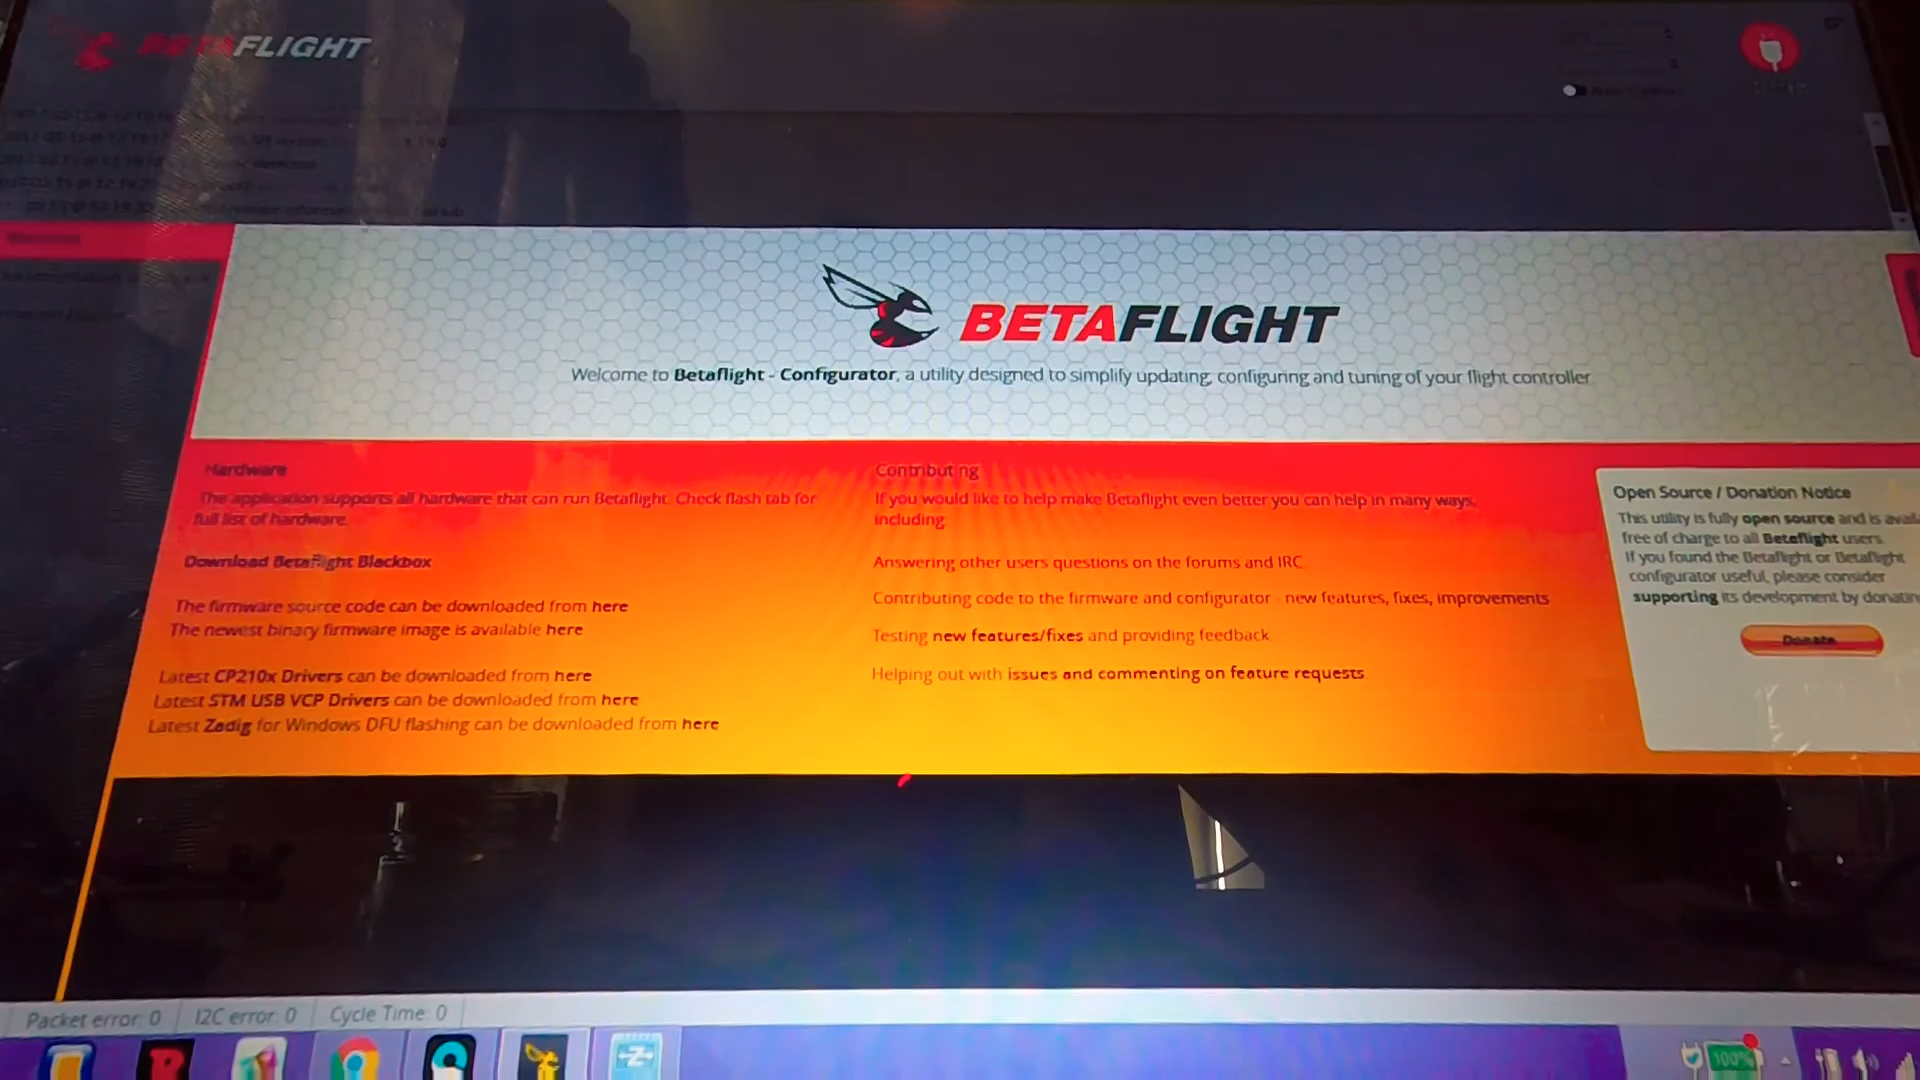 BETAFLIGHT
BETAFLIGHT
Welcome to Betaflight - Configurator, a utility designed to simplify updating, configuring and tuning of your flight controller
Hardware
The application supports all hardware that can run Betaflight. Check flash tab for
full list of hardware.
Download Betaflight Blackbox
The firmware source code can be downloaded from here
The newest binary firmware image is available here
Latest CP210x Drivers can be downloaded from here
Latest STM USB VCP Drivers can be downloaded from here
Latest Zadig for Windows DFU flashing can be downloaded from here
Contributing
If you would like to help make Betaflight even better you can help in many ways,
including:
Answering other users questions on the forums and IRC
Contributing code to the firmware and configurator - new features, fixes, improvements
Testing new features/fixes and providing feedback
Helping out with issues and commenting on feature requests
Open Source / Donation Notice
This utility is fully open source and is avail
free of charge to all Betaflight users.
If you found the Betaflight or Betaflight
configurator useful, please consider
supporting its development by donatin
Donate
Packet error: 0
I2C error: 0
Cycle Time: 0
100%